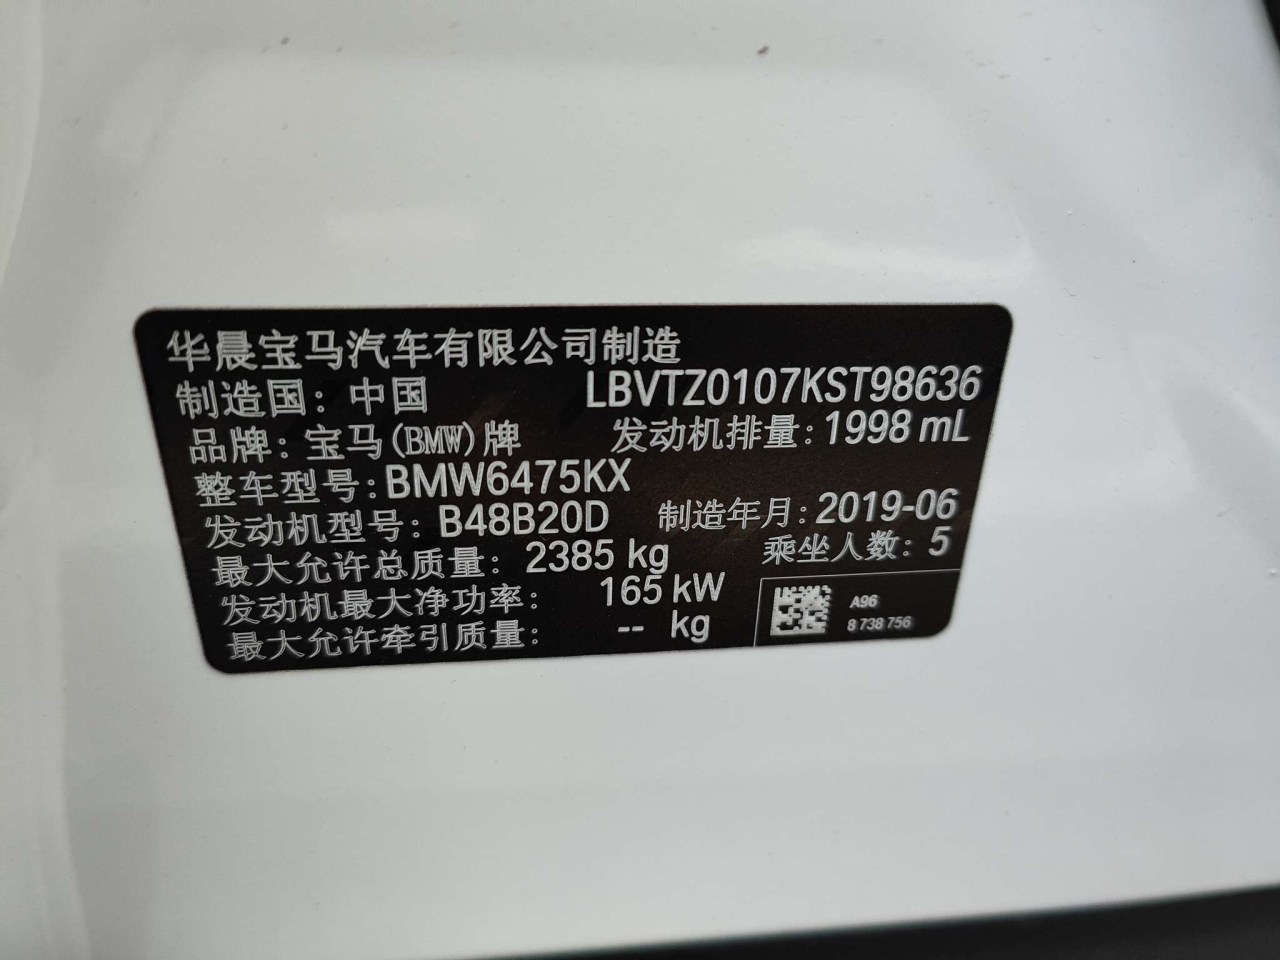 华晨宝马汽车有限公司制造
制造国：中国 LBVTZ0107KST98636
品牌：宝马(BMW)牌 发动机排量：1998 mL
整车型号：BMW6475KX
发动机型号：B48B20D 制造年月：2019-06
最大允许总质量：2385 kg 乘坐人数：5
发动机最大净功率：165 kW
最大允许牵引质量：-- kg
A96
8 738 756